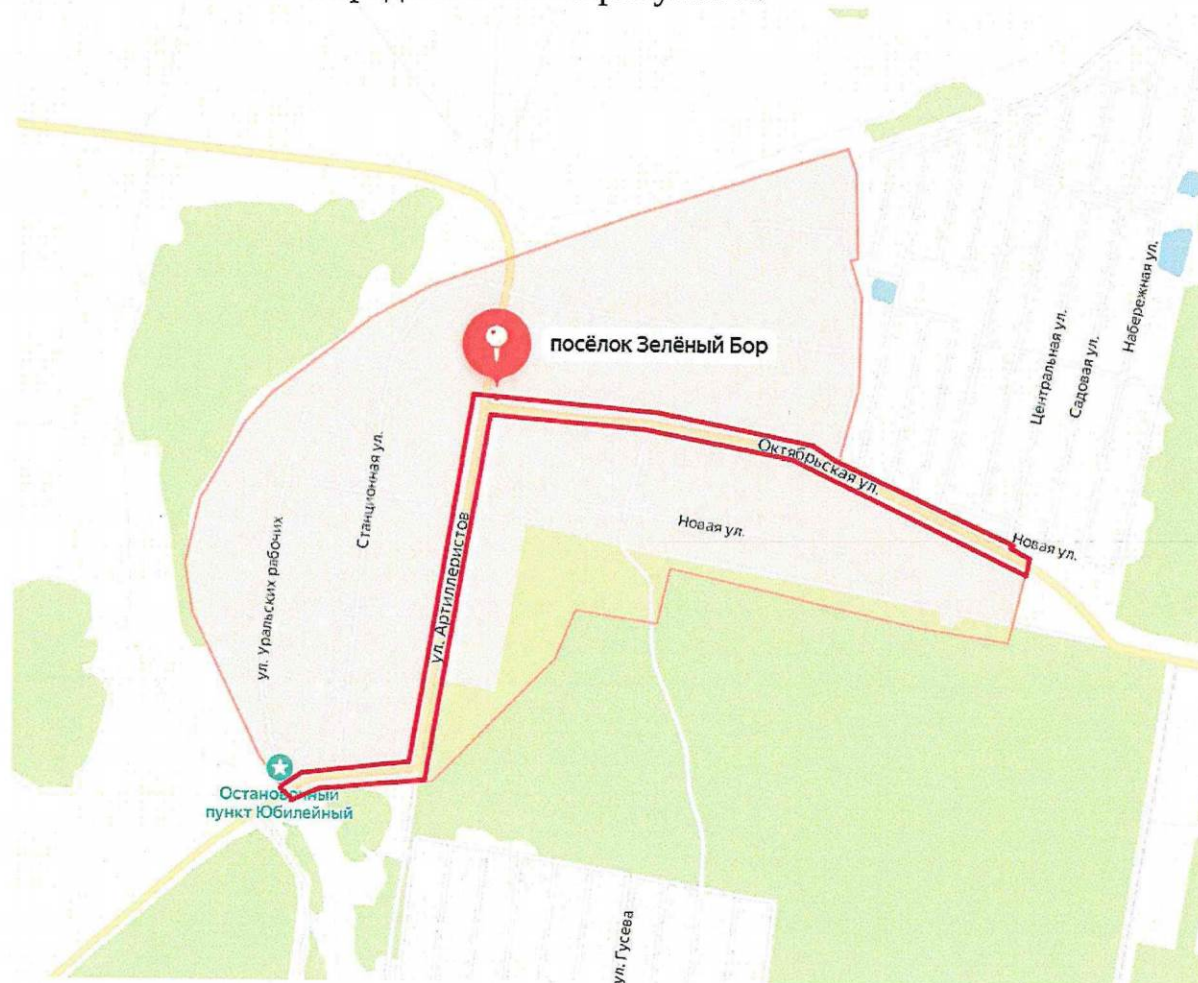 посёлок Зелёный Бор
Центральная ул.
Садовая ул.
Набережная ул.
Октябрьская ул.
Станционная ул.
ул. Артиллеристов
ул. Уральских рабочих
Новая ул.
Новая ул.
Остановочный
пункт Юбилейный
ул. Гусева